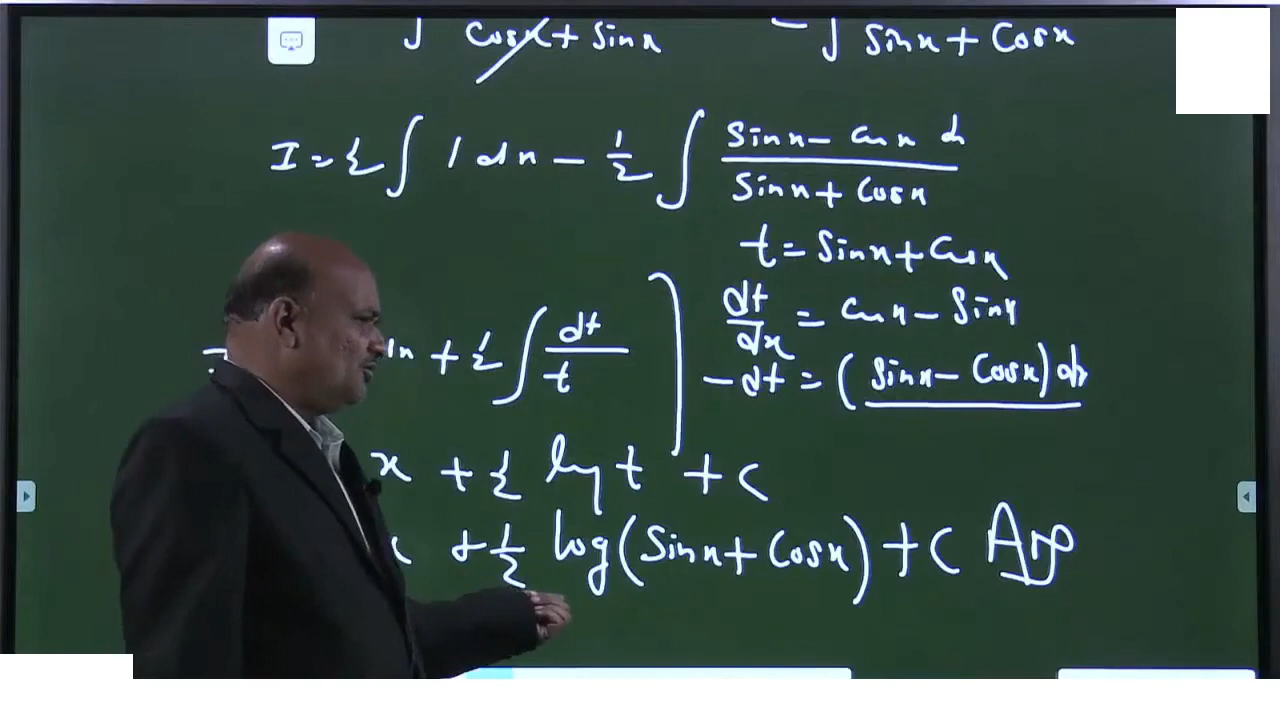 ∫ Cosx + Sinx = ∫ Sinx + Cosx
I = ½ ∫ 1 dx − ½ ∫ (Sinx − Cosx dx)/(Sinx + Cosx)
t = Sinx + Cosx
dt/dx = Cosx − Sinx
dx + ½ ∫ dt/t
−dt = (Sinx − Cosx) dx
x + ½ log t + C
x + ½ log(Sinx + Cosx) + C Ans